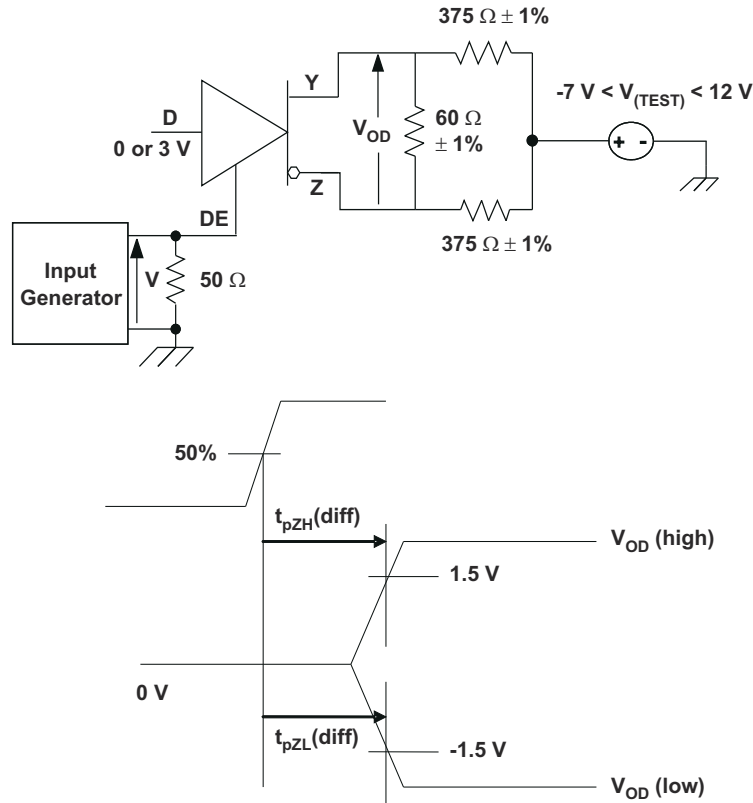 375 Ω ± 1%
-7 V < V(TEST) < 12 V
Y
D
0 or 3 V
VOD
60 Ω
± 1%
Z
DE
375 Ω ± 1%
Input
Generator
V
50 Ω
+ -
50%
tpZH(diff)
VOD (high)
1.5 V
0 V
tpZL(diff)
-1.5 V
VOD (low)